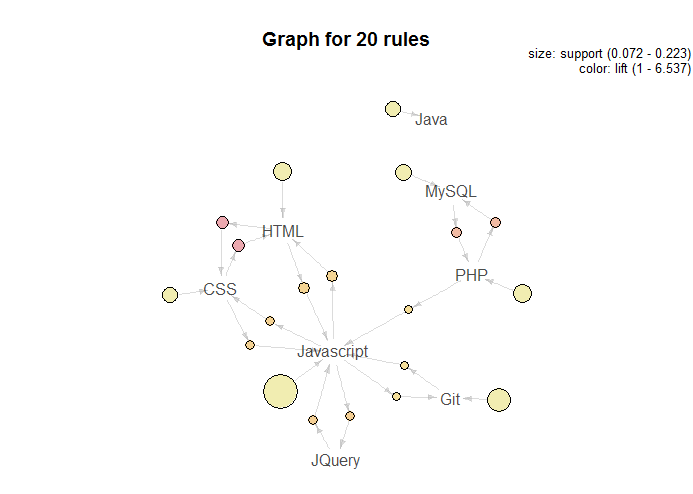 Graph for 20 rules
size: support (0.072 - 0.223)
color: lift (1 - 6.537)
Java
MySQL
HTML
PHP
CSS
Javascript
Git
JQuery